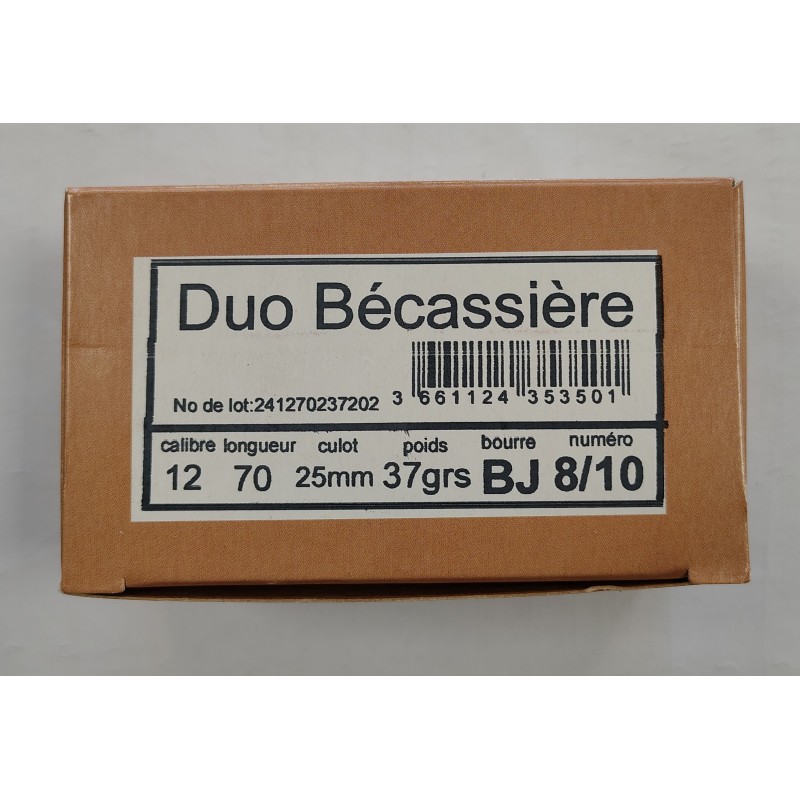 Duo Bécassière
No de lot:241270237202 3 661124 353501
calibre longueur culot poids bourre numéro
12 70 25mm 37grs BJ 8/10